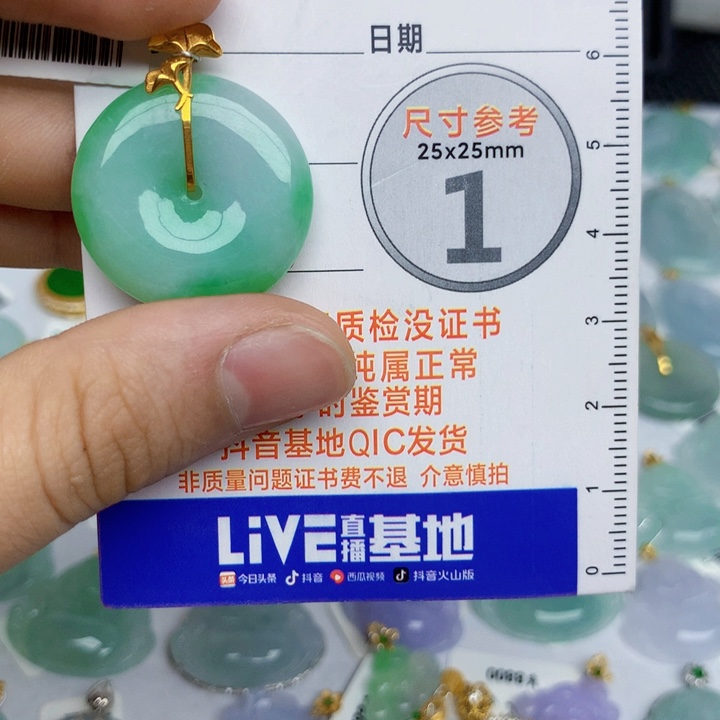 日期
尺寸参考
25x25mm
1
质检没证书
纯属正常
时鉴赏期
抖音基地QIC发货
非质量问题证书费不退 介意慎拍
LiVE直播基地
头条 今日头条 抖音 西瓜视频 抖音火山版
6
5
4
3
2
1
0